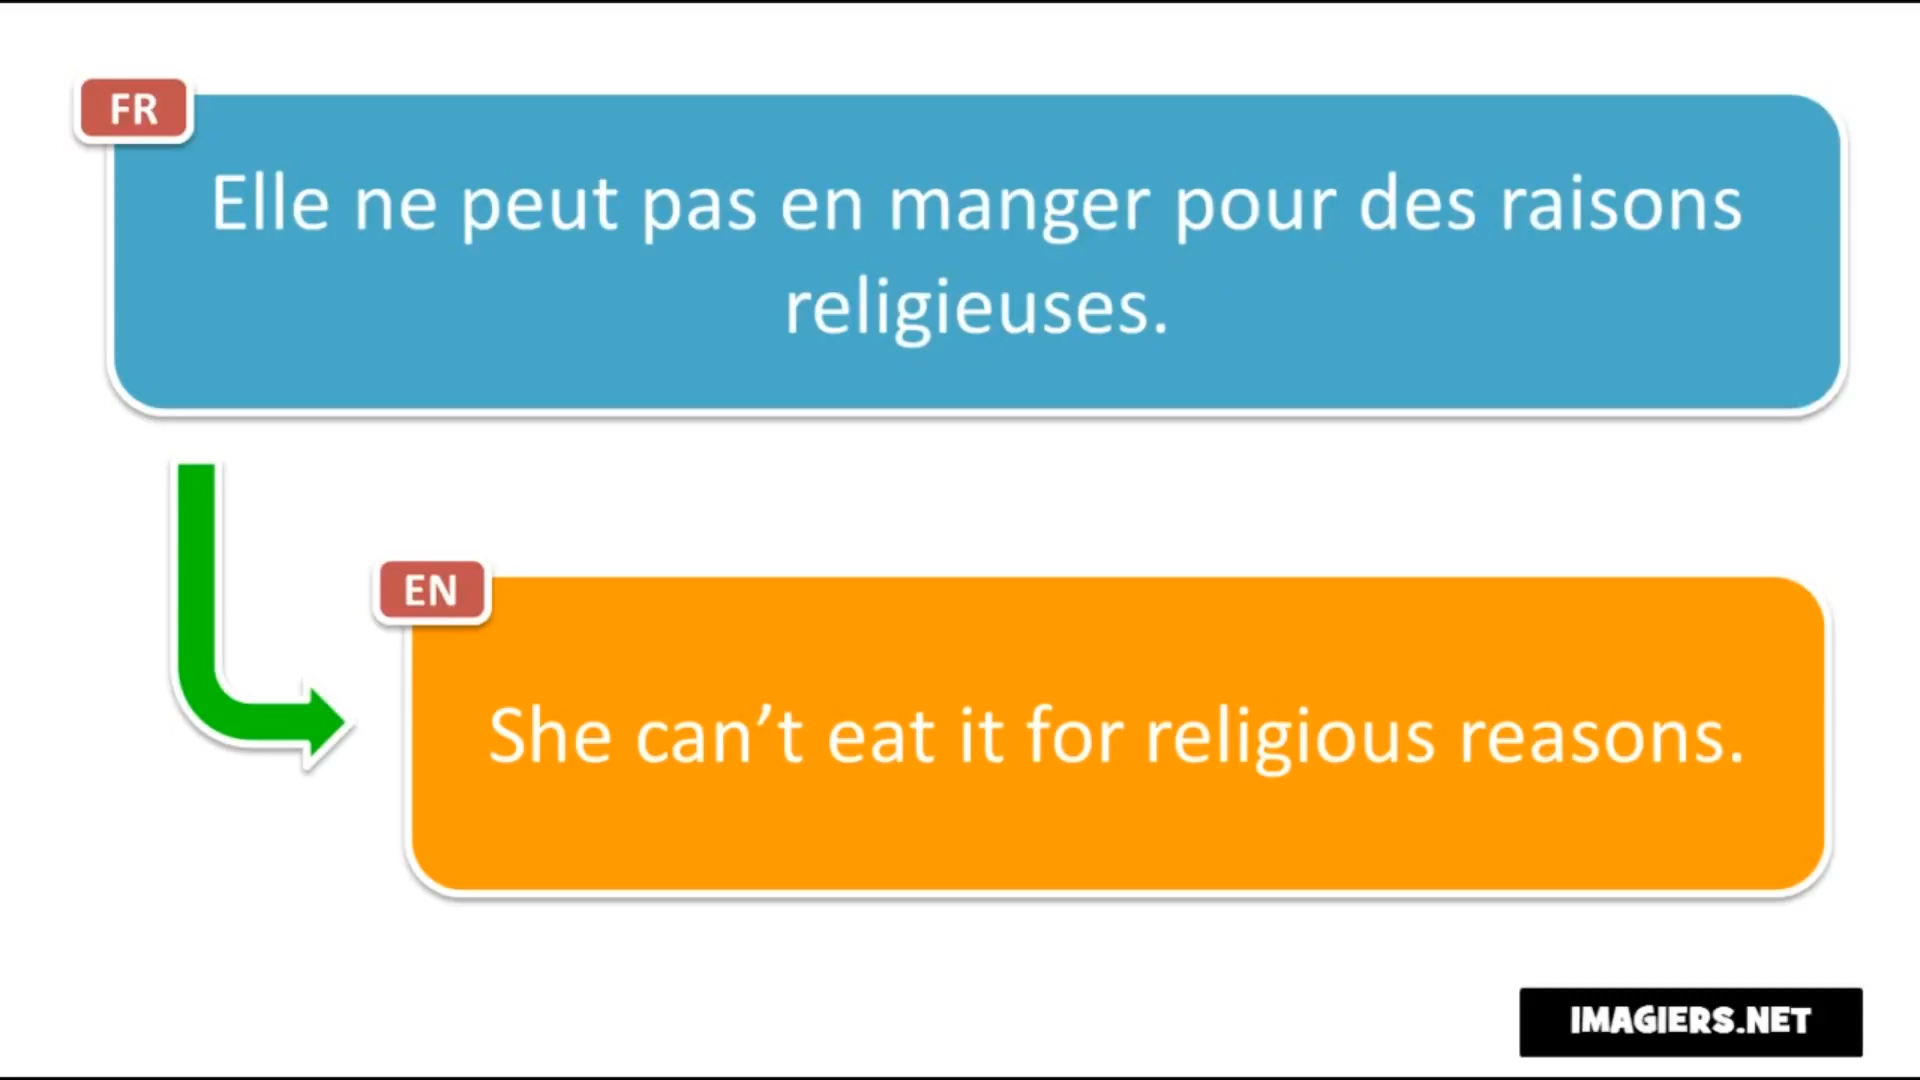 FR
Elle ne peut pas en manger pour des raisons
religieuses.
EN
She can’t eat it for religious reasons.
IMAGIERS.NET